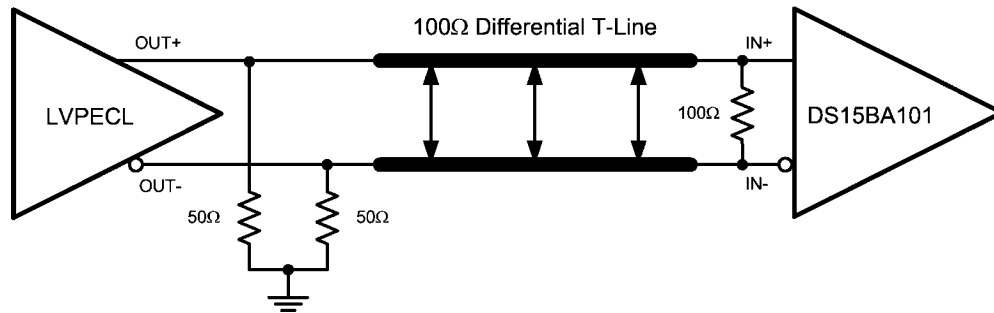 100Ω Differential T-Line
OUT+
IN+
LVPECL
100Ω
DS15BA101
OUT-
IN-
50Ω
50Ω